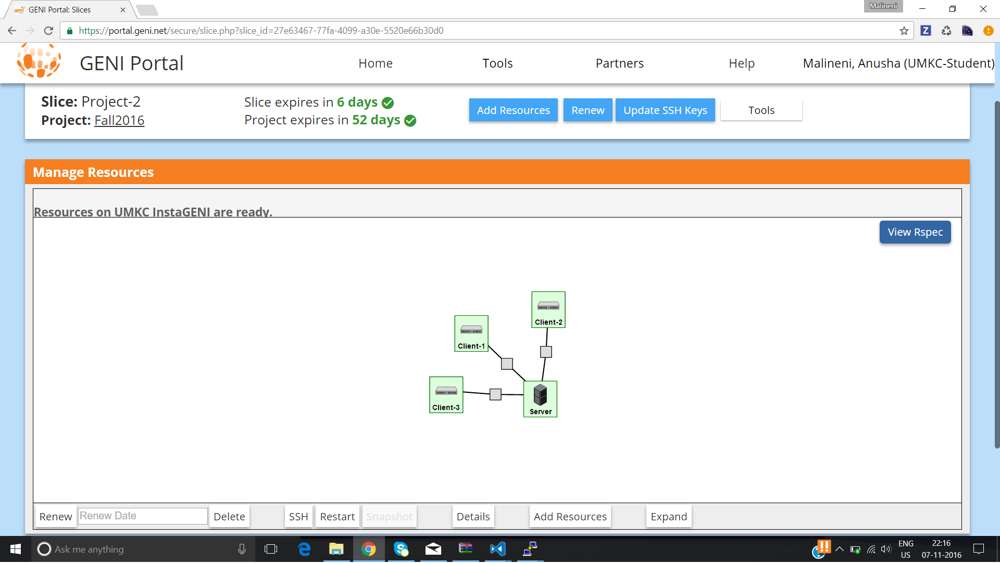 geni GENI Portal: Slices
Malineni
https://portal.geni.net/secure/slice.php?slice_id=27e63467-77fa-4099-a30e-5520e66b30d0
Z
GENI Portal
Home
Tools
Partners
Help
Malineni, Anusha (UMKC-Student)
Slice: Project-2
Project: Fall2016
Slice expires in 6 days
Project expires in 52 days
Add Resources
Renew
Update SSH Keys
Tools
Manage Resources
Resources on UMKC InstaGENI are ready.
View Rspec
Client-2
Client-1
Client-3
Server
Renew
Renew Date
Delete
SSH
Restart
Snapshot
Details
Add Resources
Expand
Ask me anything
ENG
US
22:16
07-11-2016